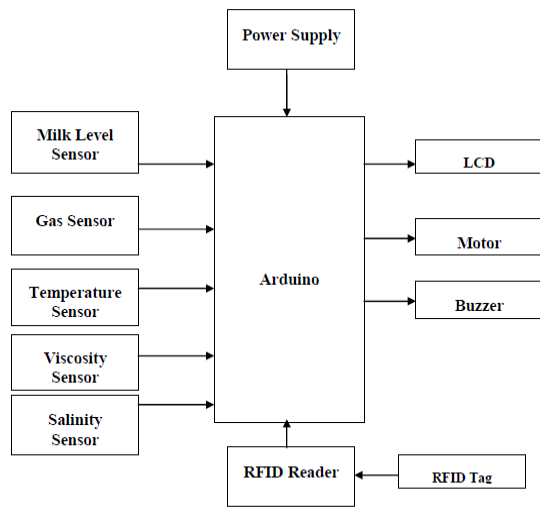 Power Supply
Milk Level
Sensor
LCD
Gas Sensor
Motor
Arduino
Temperature
Sensor
Buzzer
Viscosity
Sensor
Salinity
Sensor
RFID Reader
RFID Tag